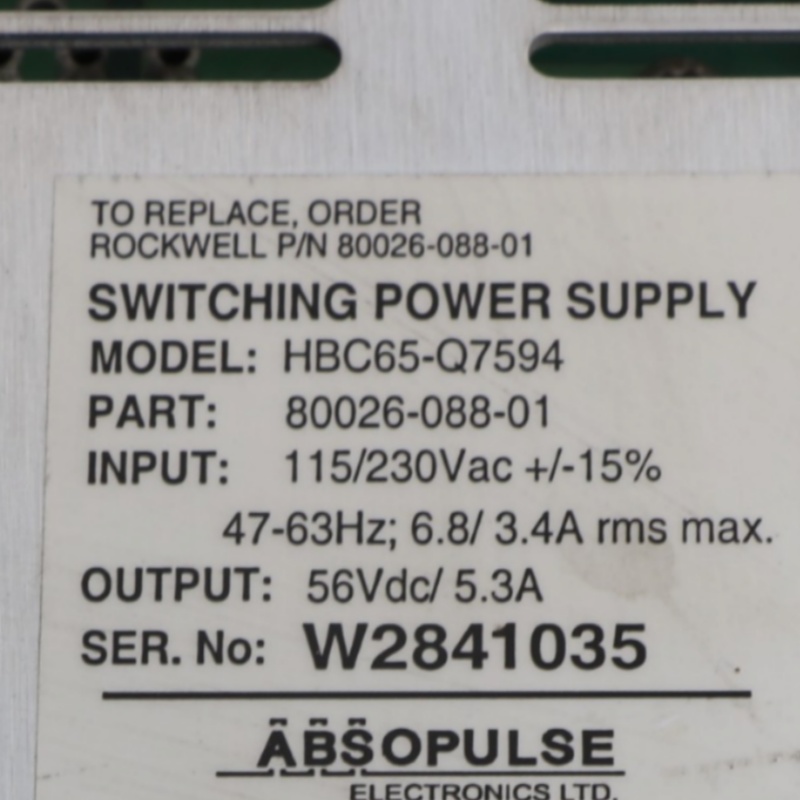 TO REPLACE, ORDER
ROCKWELL P/N 80026-088-01
SWITCHING POWER SUPPLY
MODEL: HBC65-Q7594
PART: 80026-088-01
INPUT: 115/230Vac +/-15%
47-63Hz; 6.8/ 3.4A rms max.
OUTPUT: 56Vdc/ 5.3A
SER. No: W2841035
ABSOPULSE
ELECTRONICS LTD.